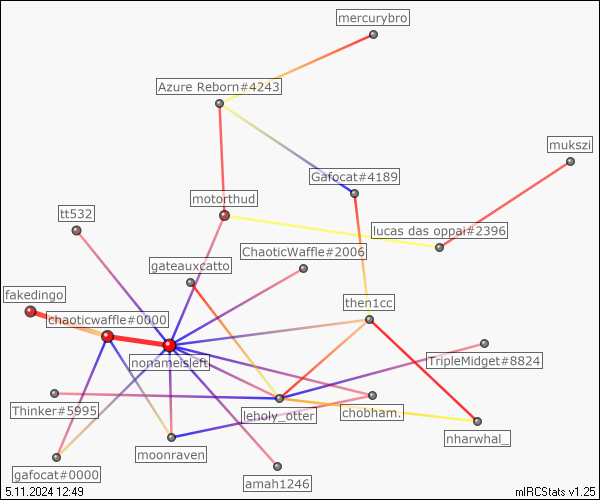 mercurybro
Azure Reborn#4243
mukszi
Gafocat#4189
motorthud
tt532
lucas das oppai#2396
ChaoticWaffle#2006
gateauxcatto
fakedingo
then1cc
chaoticwaffle#0000
nonameisleft
TripleMidget#8824
Thinker#5995
leholy_otter
chobham.
nharwhal_
moonraven
gafocat#0000
amah1246
5.11.2024 12:49
mIRCStats v1.25